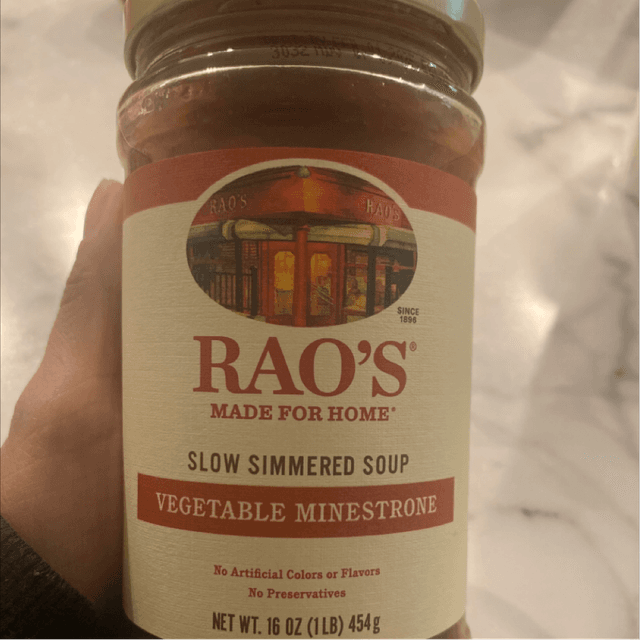 RAO'S RAO'S
SINCE
1896
RAO'S®
MADE FOR HOME®
SLOW SIMMERED SOUP
VEGETABLE MINESTRONE
No Artificial Colors or Flavors
No Preservatives
NET WT. 16 OZ (1 LB) 454g